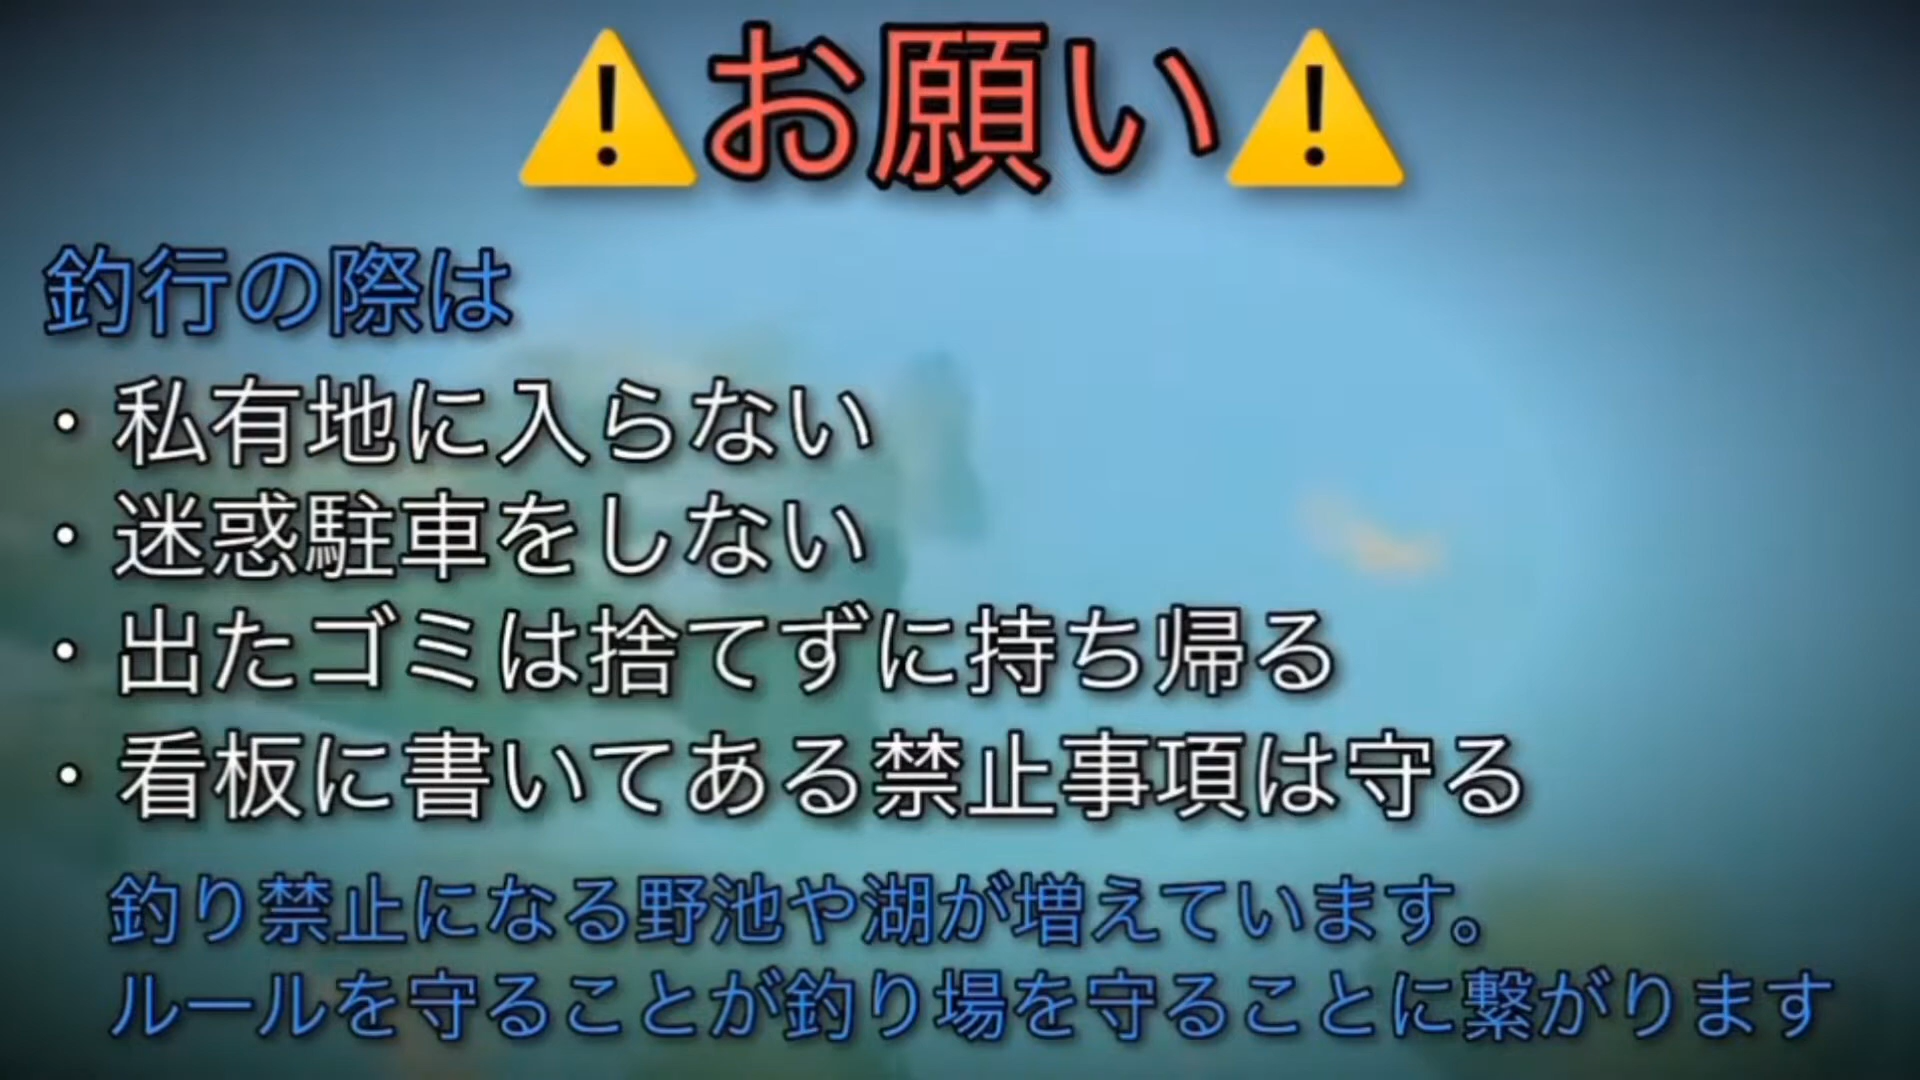 ⚠️お願い⚠️
釣行の際は
・私有地に入らない
・迷惑駐車をしない
・出たゴミは捨てずに持ち帰る
・看板に書いてある禁止事項は守る
釣り禁止になる野池や湖が増えています。
ルールを守ることが釣り場を守ることに繋がります